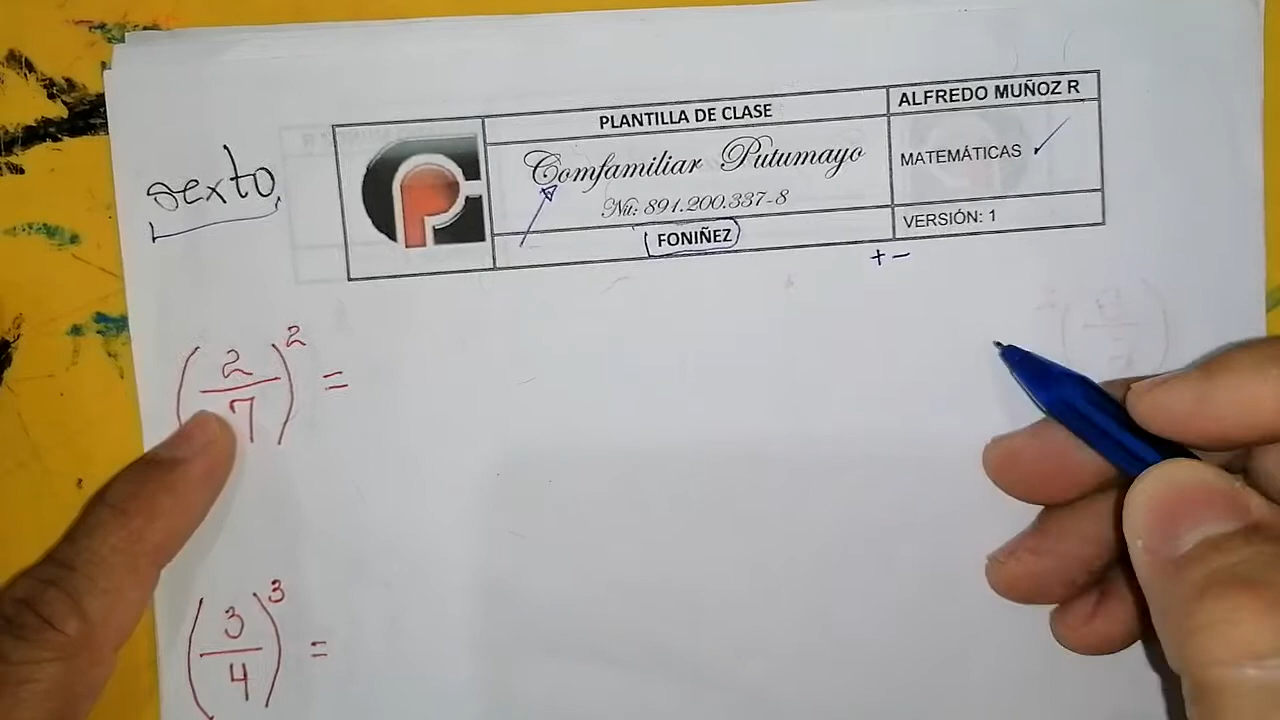 sexto
PLANTILLA DE CLASE
ALFREDO MUÑOZ R
Comfamiliar Putumayo
MATEMÁTICAS ✓
Nit: 891.200.337-8
FONIÑEZ
VERSIÓN: 1
+ −
(2/7)² =
(3/4)³ =